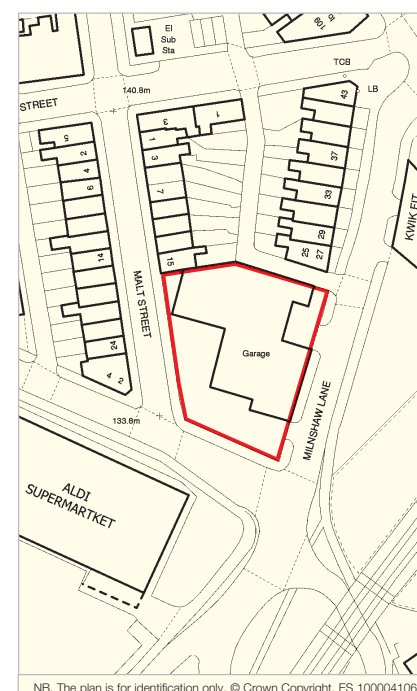 El
Sub
Sta
109
TCB
LB
140.8m
STREET
43
3
1
5
1
2
3
4
37
6
7
33
14
29
15
25
27
MALT STREET
KWIK FIT
Garage
24
4
2
MILNSHAW LANE
133.8m
ALDI
SUPERMARTKET
NB. The plan is for identification only. © Crown Copyright, ES 100004106